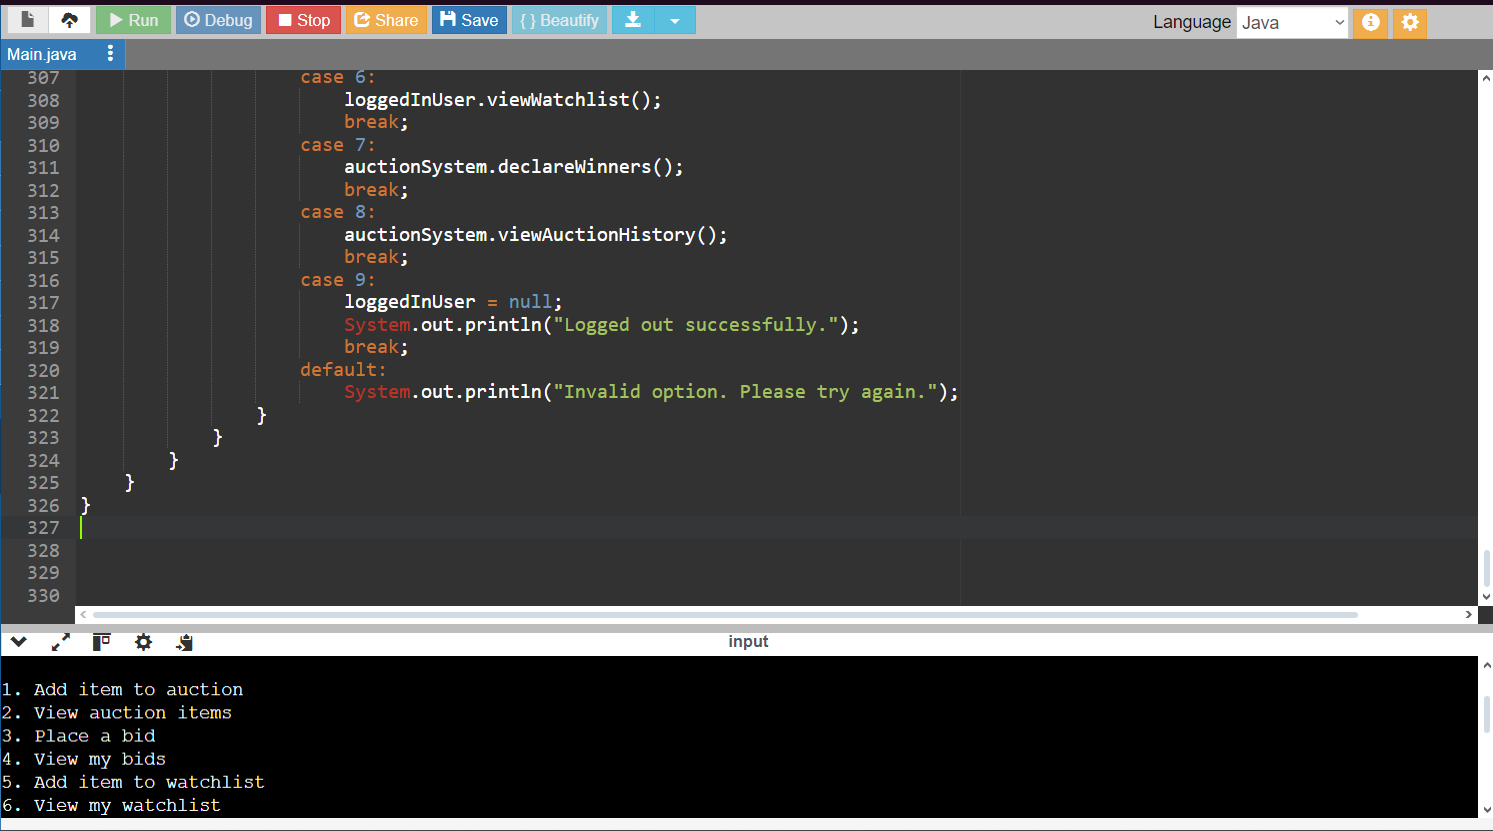 Run Debug Stop Share Save { } Beautify Language Java
Main.java
307 case 6:
308 loggedInUser.viewWatchlist();
309 break;
310 case 7:
311 auctionSystem.declareWinners();
312 break;
313 case 8:
314 auctionSystem.viewAuctionHistory();
315 break;
316 case 9:
317 loggedInUser = null;
318 System.out.println("Logged out successfully.");
319 break;
320 default:
321 System.out.println("Invalid option. Please try again.");
322 }
323 }
324 }
325 }
326 }
327
328
329
330
input
1. Add item to auction
2. View auction items
3. Place a bid
4. View my bids
5. Add item to watchlist
6. View my watchlist